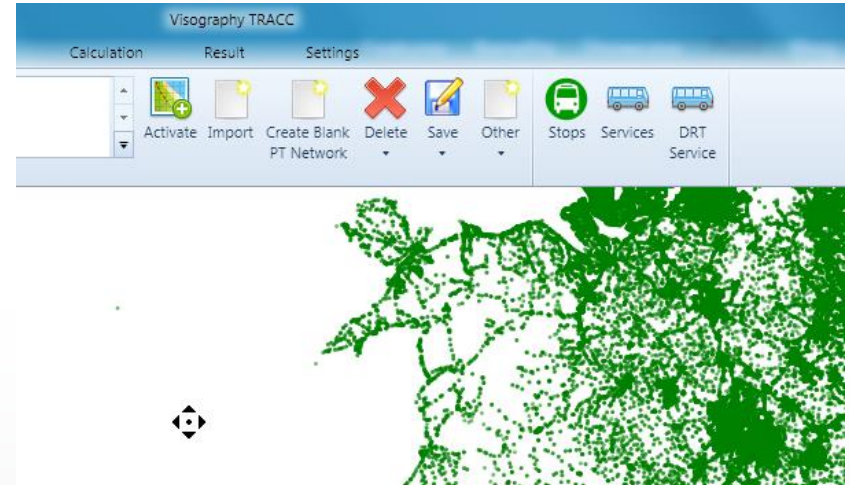 Visography TRACC
Calculation Result Settings
Activate Import Create Blank Delete Save Other Stops Services DRT
PT Network Service